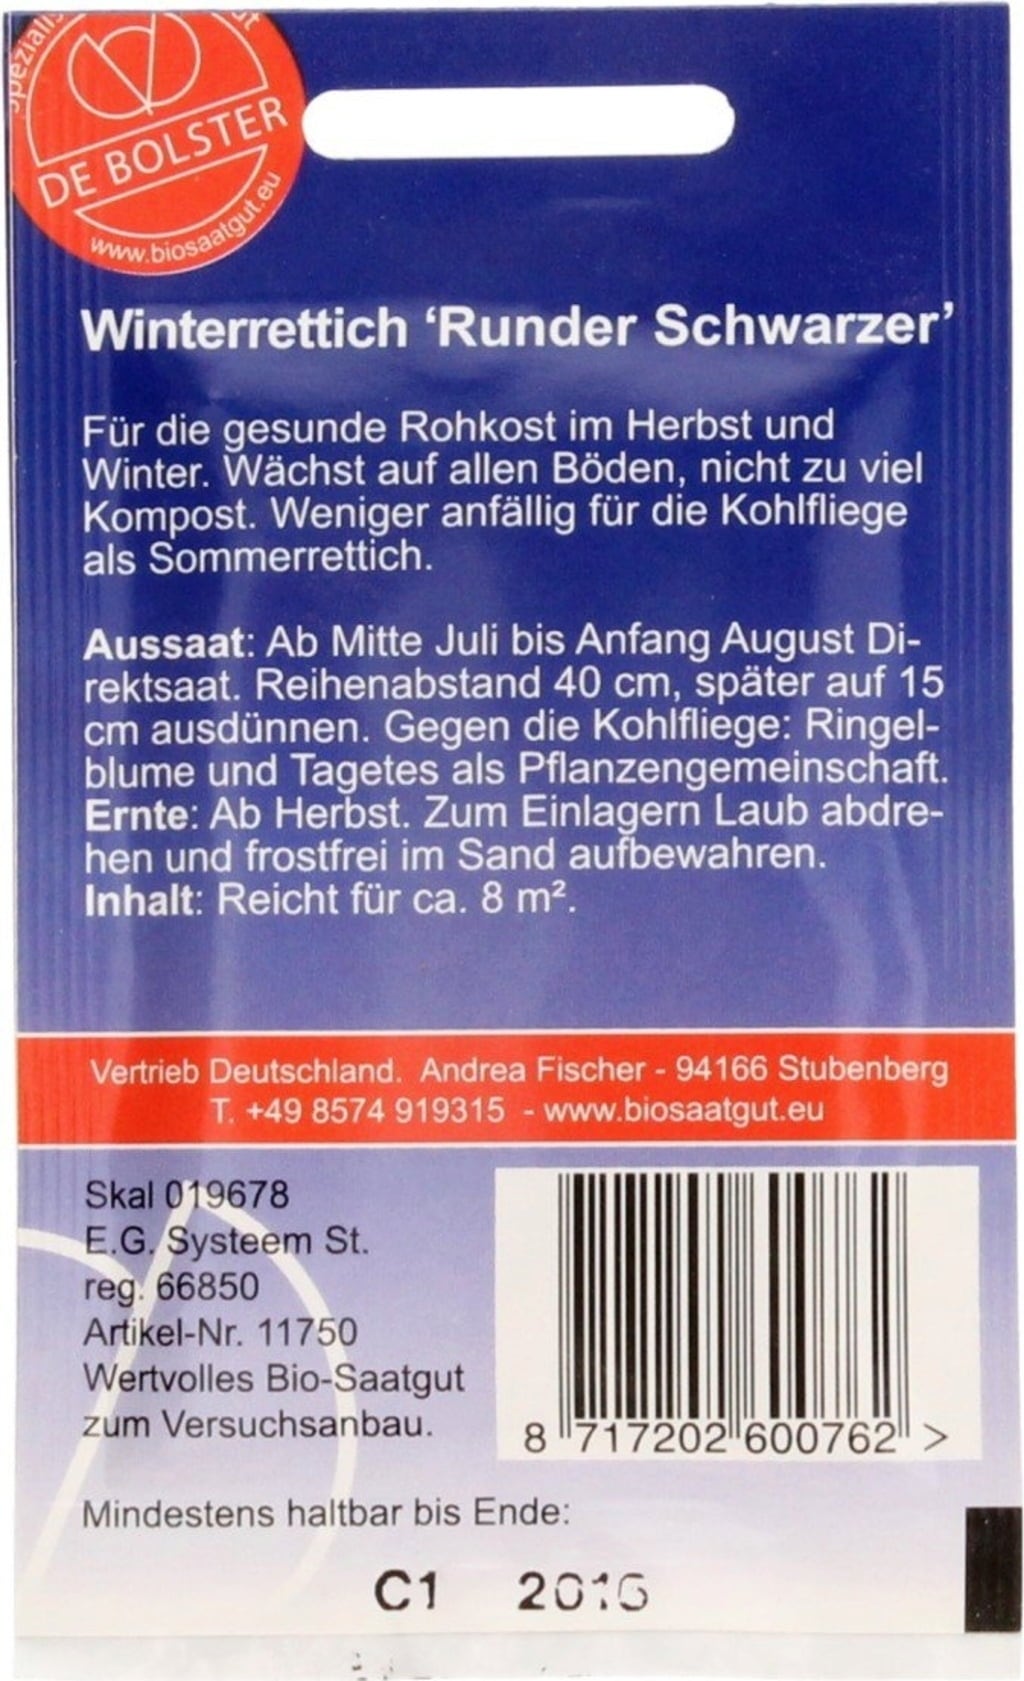 DE BOLSTER
www.biosaatgut.eu
Winterrettich ‘Runder Schwarzer’
Für die gesunde Rohkost im Herbst und
Winter. Wächst auf allen Böden, nicht zu viel
Kompost. Weniger anfällig für die Kohlfliege
als Sommerrettich.
Aussaat: Ab Mitte Juli bis Anfang August Di-
rektsaat. Reihenabstand 40 cm, später auf 15
cm ausdünnen. Gegen die Kohlfliege: Ringel-
blume und Tagetes als Pflanzengemeinschaft.
Ernte: Ab Herbst. Zum Einlagern Laub abdre-
hen und frostfrei im Sand aufbewahren.
Inhalt: Reicht für ca. 8 m².
Vertrieb Deutschland. Andrea Fischer - 94166 Stubenberg
T. +49 8574 919315 - www.biosaatgut.eu
Skal 019678
E.G. Systeem St.
reg. 66850
Artikel-Nr. 11750
Wertvolles Bio-Saatgut
zum Versuchsanbau.
8 717202 600762 >
Mindestens haltbar bis Ende:
C1 2016